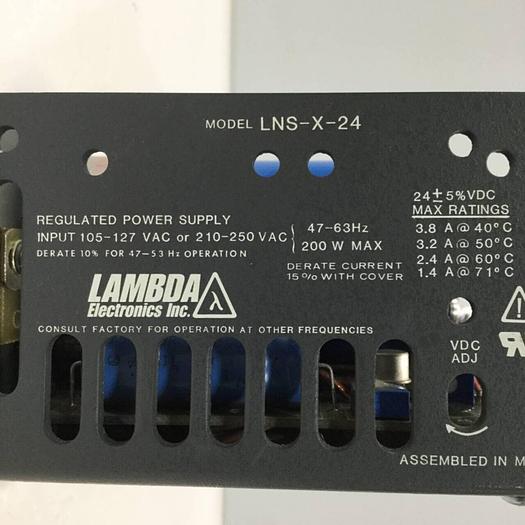 MODEL LNS-X-24
24±5%VDC
MAX RATINGS
3.8 A@ 40°C
3.2 A@ 50°C
2.4 A@ 60°C
1.4 A@ 71°C
REGULATED POWER SUPPLY
INPUT 105-127 VAC or 210-250 VAC
47-63Hz
200 W MAX
DERATE 10% FOR 47-53 Hz OPERATION
DERATE CURRENT
15% WITH COVER
LAMBDA
Electronics Inc.
λ
CONSULT FACTORY FOR OPERATION AT OTHER FREQUENCIES
VDC
ADJ
ASSEMBLED IN M